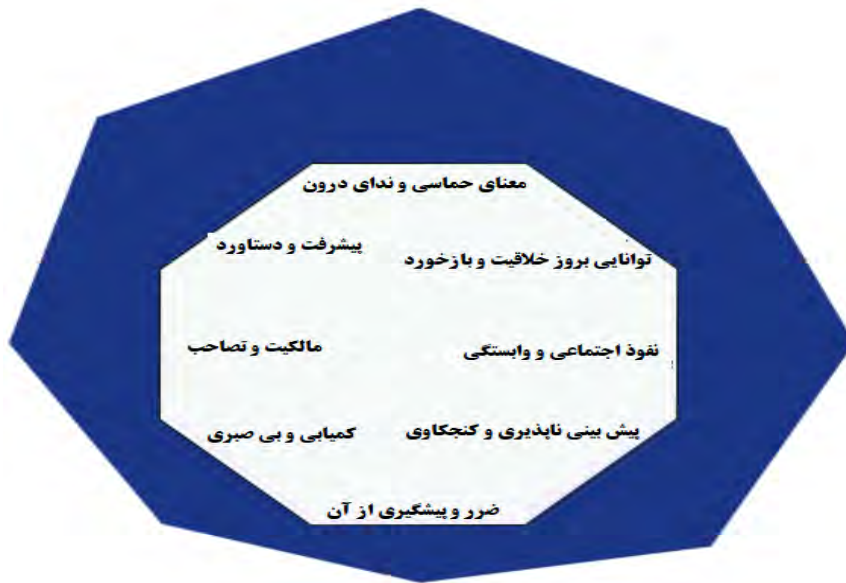 معنای حماسی و ندای درون
پیشرفت و دستاورد
توانایی بروز خلاقیت و بازخورد
مالکیت و تصاحب
نفوذ اجتماعی و وابستگی
کمیابی و بی صبری
پیش بینی ناپذیری و کنجکاوی
ضرر و پیشگیری از آن